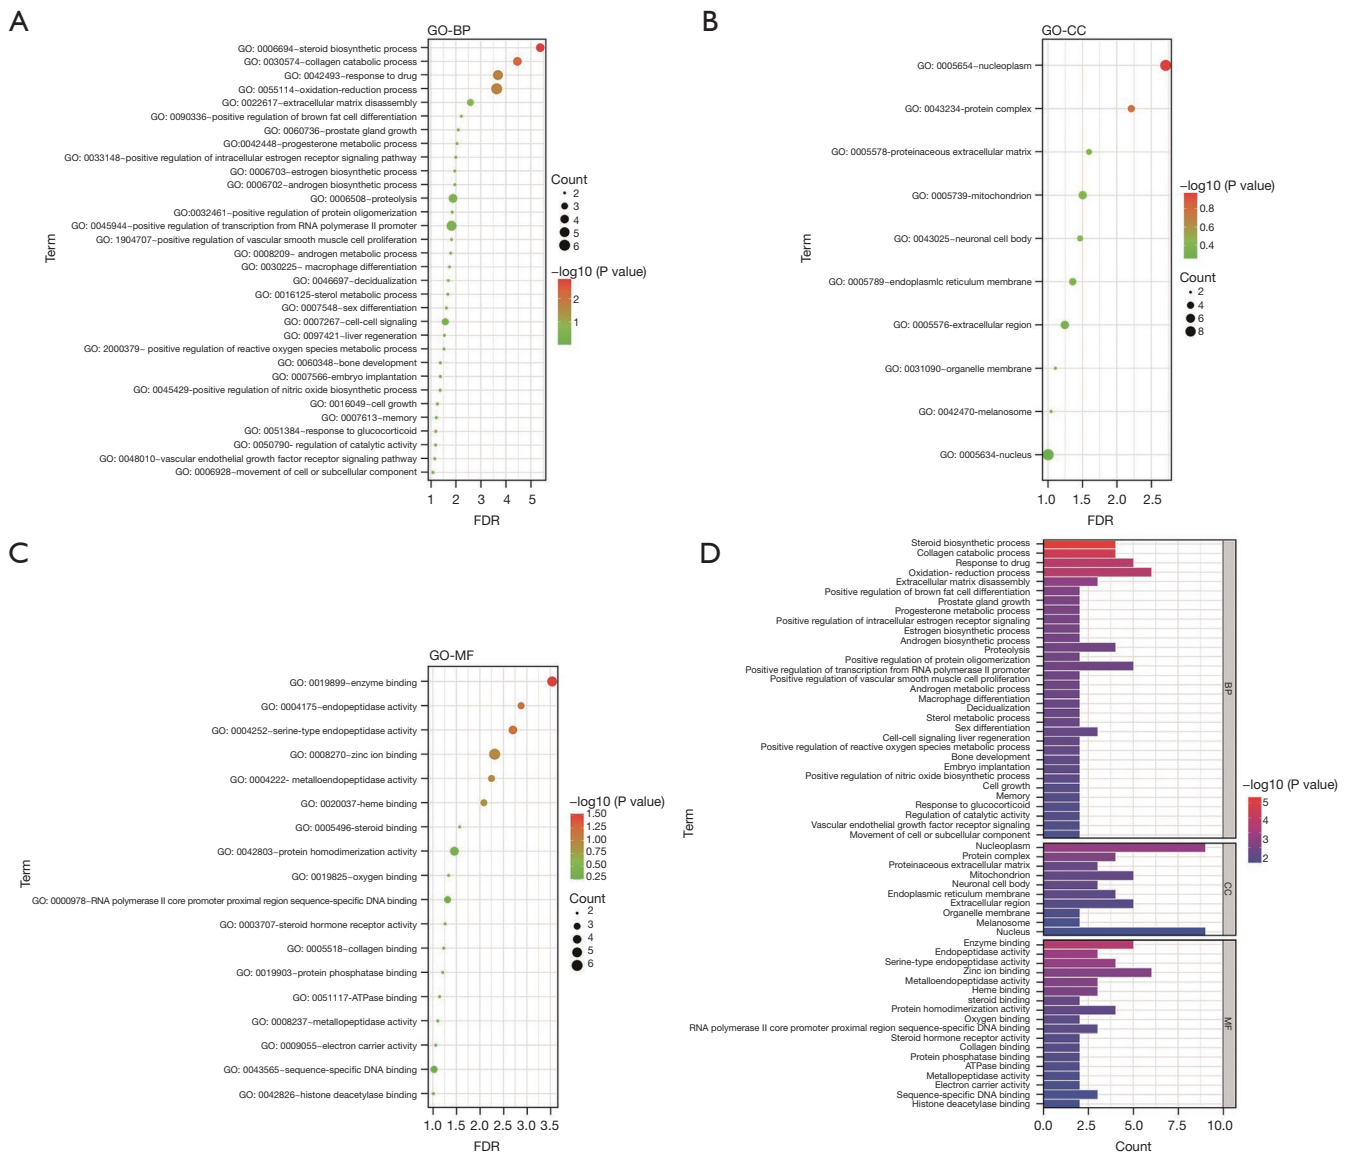 A
GO-BP
GO: 0006694~steroid biosynthetic process
GO: 0030574~collagen catabolic process
GO: 0042493~response to drug
GO: 0055114~oxidation-reduction process
GO: 0022617~extracellular matrix disassembly
GO: 0090336~positive regulation of brown fat cell differentiation
GO: 0060736~prostate gland growth
GO:0042448~progesterone metabolic process
GO: 0033148~positive regulation of intracellular estrogen receptor signaling pathway
GO: 0006703~estrogen biosynthetic process
GO: 0006702~androgen biosynthetic process
GO: 0006508~proteolysis
GO:0032461~positive regulation of protein oligomerization
GO: 0045944~positive regulation of transcription from RNA polymerase II promoter
GO: 1904707~positive regulation of vascular smooth muscle cell proliferation
GO: 0008209~ androgen metabolic process
GO: 0030225~ macrophage differentiation
GO: 0046697~decidualization
GO: 0016125-sterol metabolic process
GO: 0007548~sex differentiation
GO: 0007267~cell-cell signaling
GO: 0097421~liver regeneration
GO: 2000379~ positive regulation of reactive oxygen species metabolic process
GO: 0060348~bone development
GO: 0007566-embryo implantation
GO: 0045429-positive regulation of nitric oxide biosynthetic process
GO: 0016049~cell growth
GO: 0007613~memory
GO: 0051384~response to glucocorticoid
GO: 0050790- regulation of catalytic activity
GO: 0048010~vascular endothelial growth factor receptor signaling pathway
GO: 0006928~movement of cell or subcellular component
Term
1 2 3 4 5
FDR
Count
2
3
4
5
6
−log10 (P value)
2
1
B
GO-CC
GO: 0005654~nucleoplasm
GO: 0043234-protein complex
GO: 0005578-proteinaceous extracellular matrix
GO: 0005739-mitochondrion
GO: 0043025~neuronal cell body
GO: 0005789~endoplasmlc reticulum membrane
GO: 0005576-extracellular region
GO: 0031090~organelle membrane
GO: 0042470-melanosome
GO: 0005634-nucleus
Term
1.0 1.5 2.0 2.5
FDR
−log10 (P value)
0.8
0.6
0.4
Count
2
4
6
8
C
GO-MF
GO: 0019899~enzyme binding
GO: 0004175~endopeptidase activity
GO: 0004252~serine-type endopeptidase activity
GO: 0008270~zinc ion binding
GO: 0004222- metalloendopeptidase activity
GO: 0020037-heme binding
GO: 0005496-steroid binding
GO: 0042803~protein homodimerization activity
GO: 0019825~oxygen binding
GO: 0000978~RNA polymerase II core promoter proximal region sequence-specific DNA binding
GO: 0003707-steroid hormone receptor activity
GO: 0005518~collagen binding
GO: 0019903~protein phosphatase binding
GO: 0051117-ATPase binding
GO: 0008237~metallopeptidase activity
GO: 0009055~electron carrier activity
GO: 0043565~sequence-specific DNA binding
GO: 0042826~histone deacetylase binding
Term
1.0 1.5 2.0 2.5 3.0 3.5
FDR
−log10 (P value)
1.50
1.25
1.00
0.75
0.50
0.25
Count
2
3
4
5
6
D
Steroid biosynthetic process
Collagen catabolic process
Response to drug
Oxidation- reduction process
Extracellular matrix disassembly
Positive regulation of brown fat cell differentiation
Prostate gland growth
Progesterone metabolic process
Positive regulation of intracellular estrogen receptor signaling
Estrogen biosynthetic process
Androgen biosynthetic process
Proteolysis
Positive regulation of protein oligomerization
Positive regulation of transcription from RNA polymerase II promoter
Positive regulation of vascular smooth muscle cell proliferation
Androgen metabolic process
Macrophage differentiation
Decidualization
Sterol metabolic process
Sex differentiation
Cell-cell signaling liver regeneration
Positive regulation of reactive oxygen species metabolic process
Bone development
Embryo implantation
Positive regulation of nitric oxide biosynthetic process
Cell growth
Memory
Response to glucocorticoid
Regulation of catalytic activity
Vascular endothelial growth factor receptor signaling
Movement of cell or subcellular component
BP
Nucleoplasm
Protein complex
Proteinaceous extracellular matrix
Mitochondrion
Neuronal cell body
Endoplasmic reticulum membrane
Extracellular region
Organelle membrane
Melanosome
Nucleus
CC
Enzyme binding
Endopeptidase activity
Serine-type endopeptidase activity
Zinc ion binding
Metalloendopeptidase activity
Heme binding
steroid binding
Protein homodimerization activity
Oxygen binding
RNA polymerase II core promoter proximal region sequence-specific DNA binding
Steroid hormone receptor activity
Collagen binding
Protein phosphatase binding
ATPase binding
Metallopeptidase activity
Electron carrier activity
Sequence-specific DNA binding
Histone deacetylase binding
MF
Term
0.0 2.5 5.0 7.5 10.0
Count
−log10 (P value)
5
4
3
2